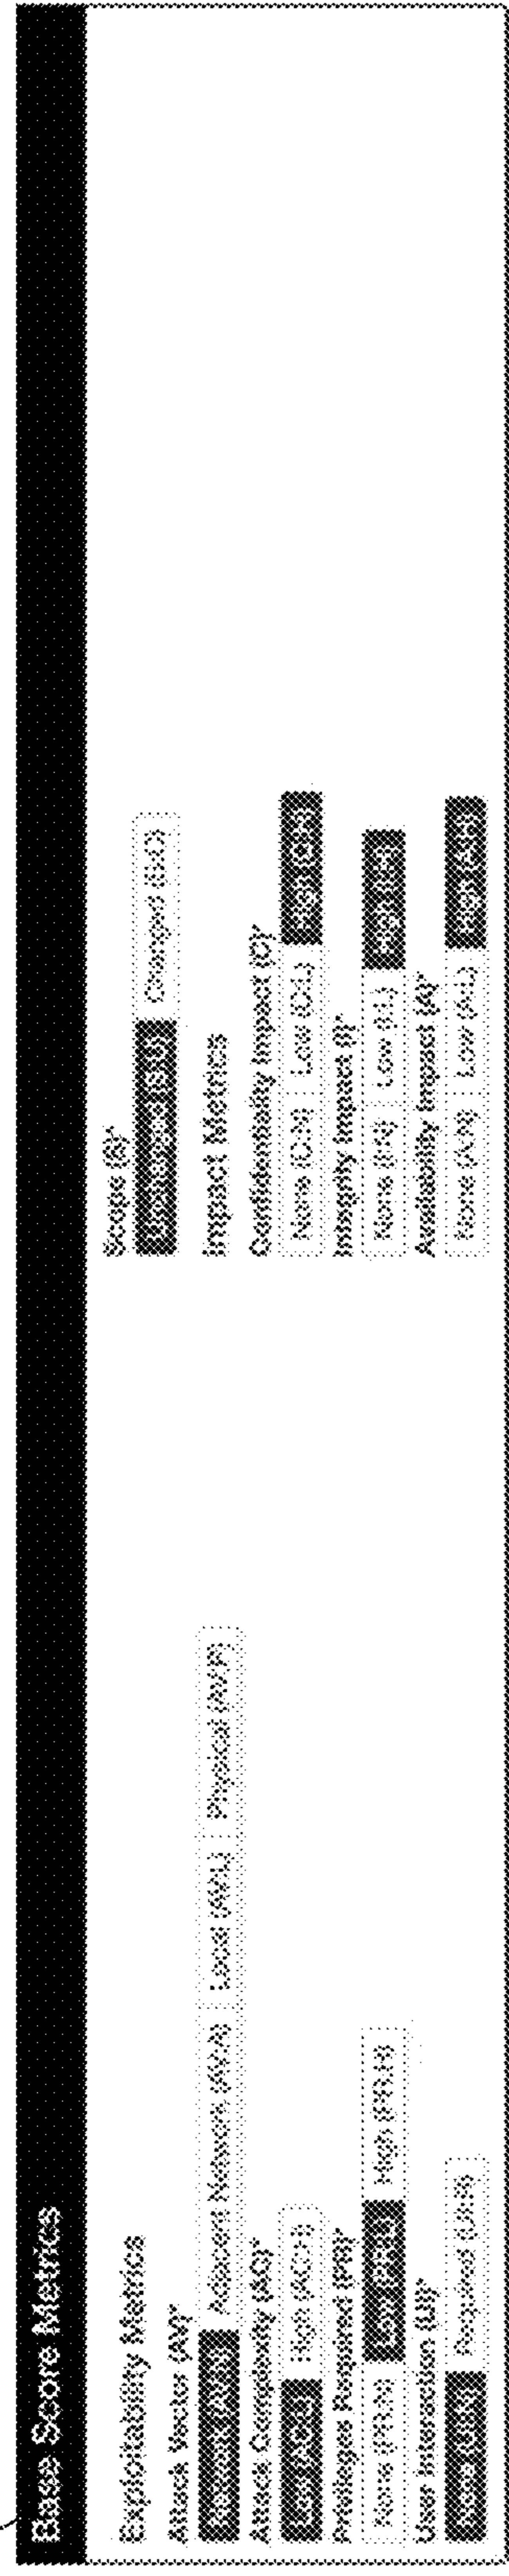 Base Score Metrics
Exploitability Metrics
Attack Vector (AV)*
Network (AV:N) Adjacent Network (AV:A) Local (AV:L) Physical (AV:P)
Attack Complexity (AC)*
Low (AC:L) High (AC:H)
Privileges Required (PR)*
None (PR:N) Low (PR:L) High (PR:H)
User Interaction (UI)*
None (UI:N) Required (UI:R)
Scope (S)*
Unchanged (S:U) Changed (S:C)
Impact Metrics
Confidentiality Impact (C)*
None (C:N) Low (C:L) High (C:H)
Integrity Impact (I)*
None (I:N) Low (I:L) High (I:H)
Availability Impact (A)*
None (A:N) Low (A:L) High (A:H)